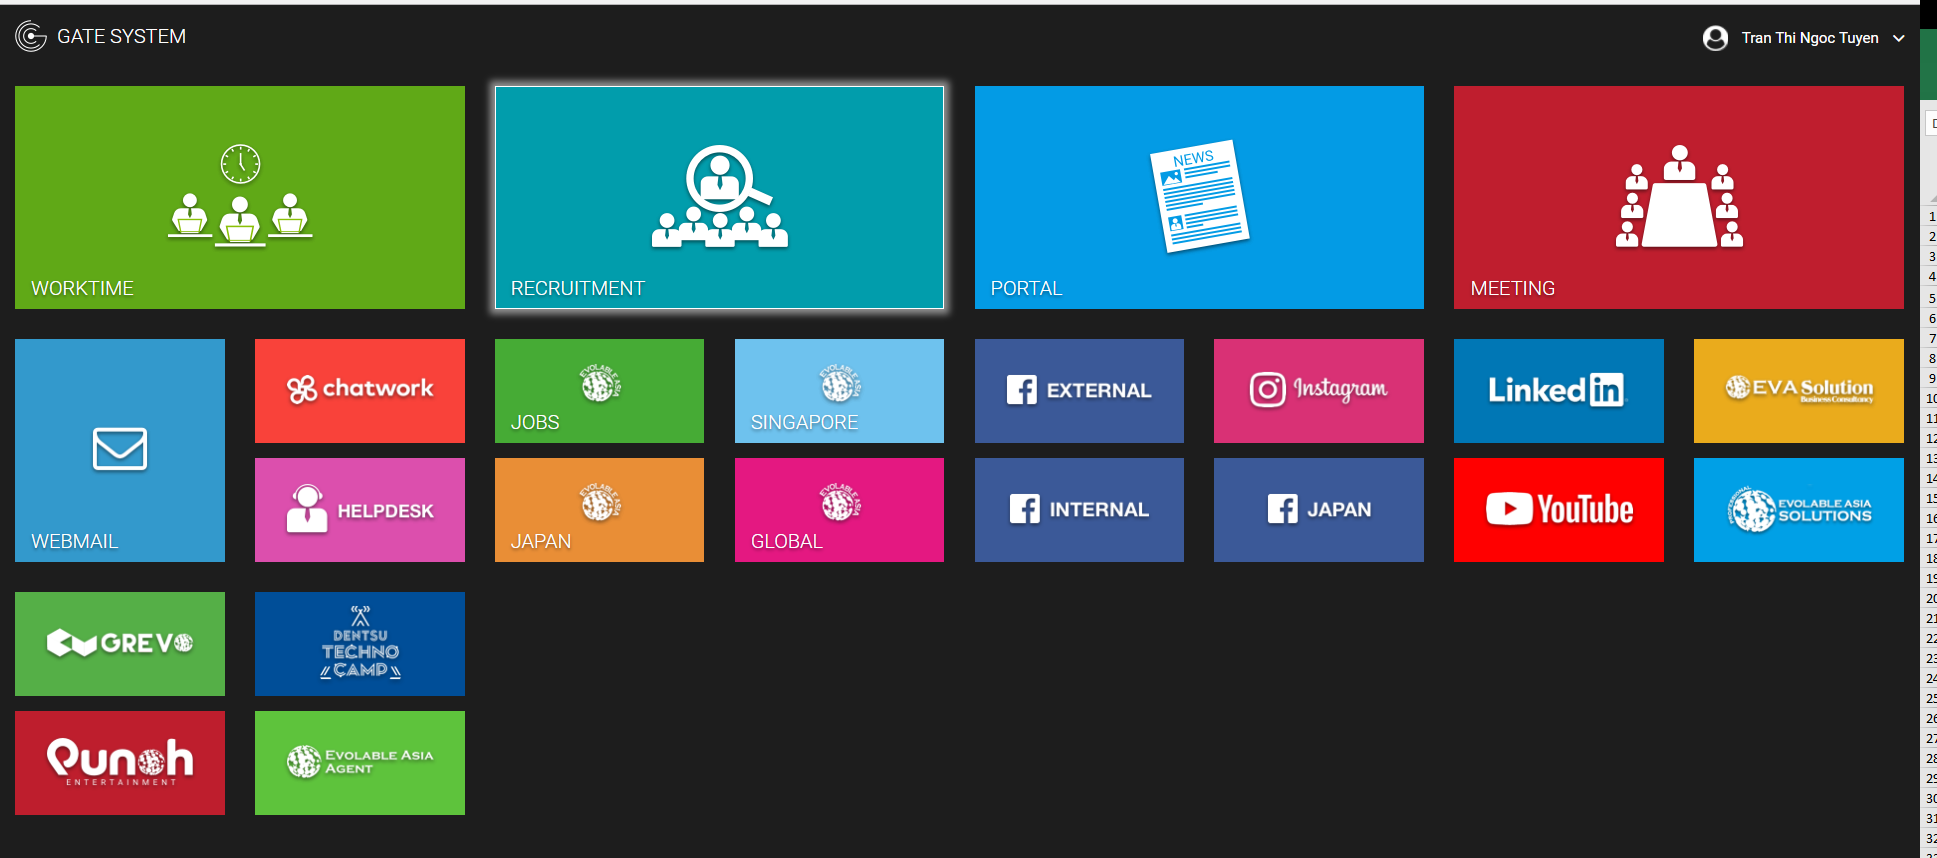 GATE SYSTEM
Tran Thi Ngoc Tuyen
WORKTIME
RECRUITMENT
NEWS
PORTAL
MEETING
WEBMAIL
chatwork
HELPDESK
EVOLABLE ASIA
JOBS
EVOLABLE ASIA
SINGAPORE
EVOLABLE ASIA
JAPAN
EVOLABLE ASIA
GLOBAL
EXTERNAL
Instagram
INTERNAL
JAPAN
Linked in
EVA Solution
Business Consultancy
YouTube
EVOLABLE ASIA
SOLUTIONS
GREVO
DENTSU
TECHNO
CAMP
Punch
ENTERTAINMENT
EVOLABLE ASIA
AGENT
1
2
3
4
5
6
7
8
9
10
11
12
13
14
15
16
17
18
19
20
21
22
23
24
25
26
27
28
29
30
31
32